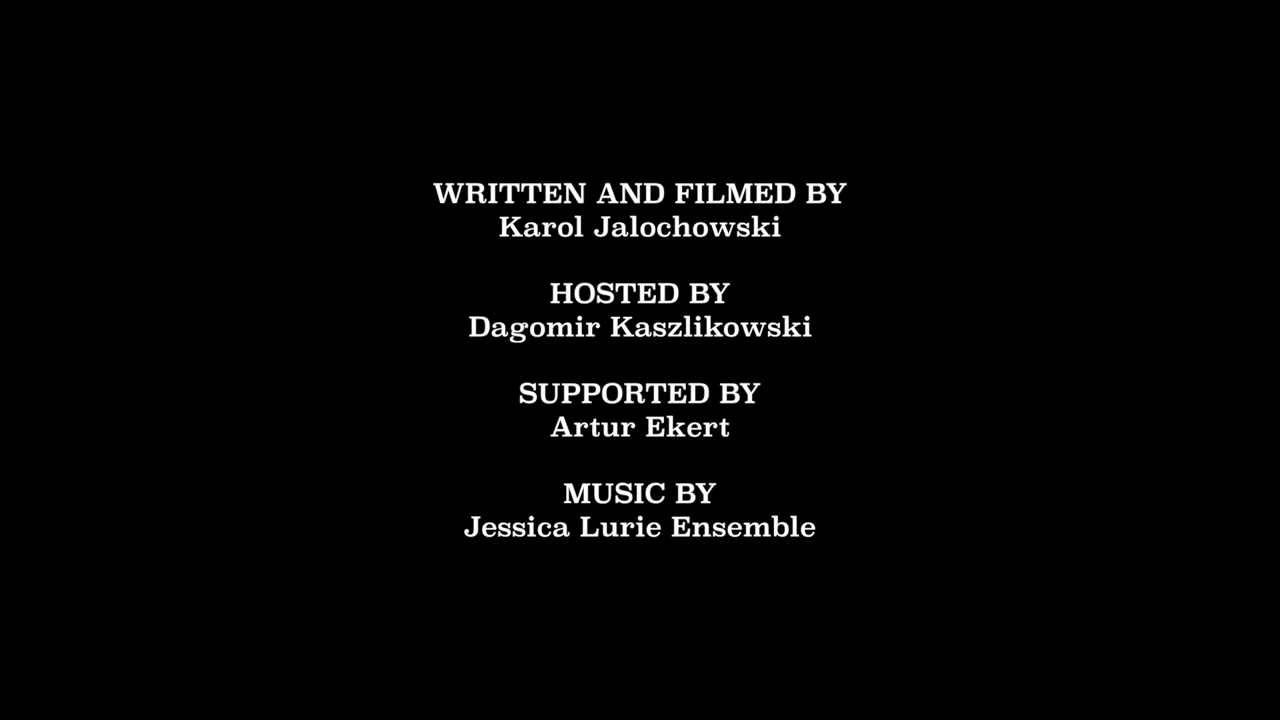 WRITTEN AND FILMED BY
Karol Jalochowski
HOSTED BY
Dagomir Kaszlikowski
SUPPORTED BY
Artur Ekert
MUSIC BY
Jessica Lurie Ensemble